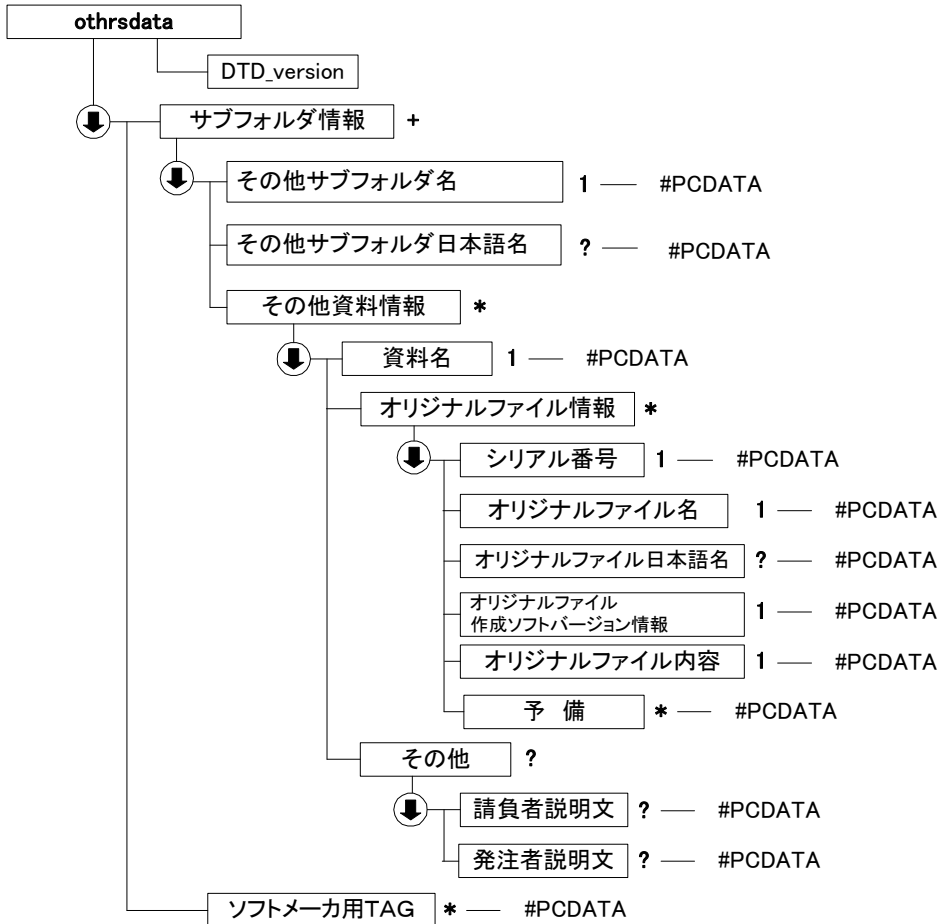 othrsdata
DTD_version
サブフォルダ情報 +
その他サブフォルダ名 1 #PCDATA
その他サブフォルダ日本語名 ? #PCDATA
その他資料情報 *
資料名 1 #PCDATA
オリジナルファイル情報 *
シリアル番号 1 #PCDATA
オリジナルファイル名 1 #PCDATA
オリジナルファイル日本語名 ? #PCDATA
オリジナルファイル
作成ソフトバージョン情報 1 #PCDATA
オリジナルファイル内容 1 #PCDATA
予 備 * #PCDATA
その他 ?
請負者説明文 ? #PCDATA
発注者説明文 ? #PCDATA
ソフトメーカ用TAG * #PCDATA